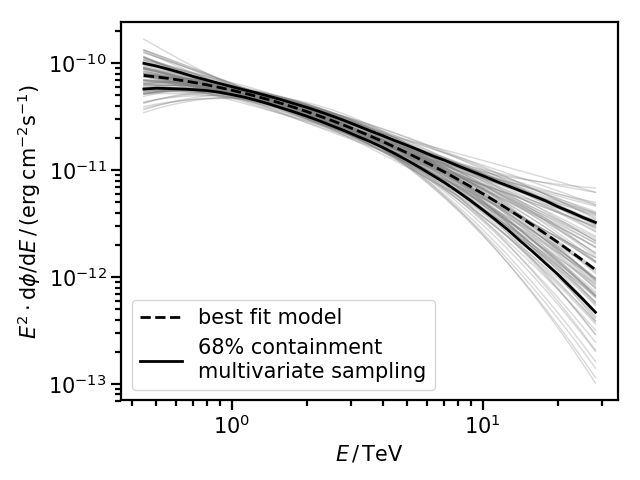 10⁻¹⁰
10⁻¹¹
10⁻¹²
10⁻¹³
E² · dϕ/dE / (erg cm⁻²s⁻¹)
best fit model
68% containment
multivariate sampling
10⁰
10¹
E / TeV